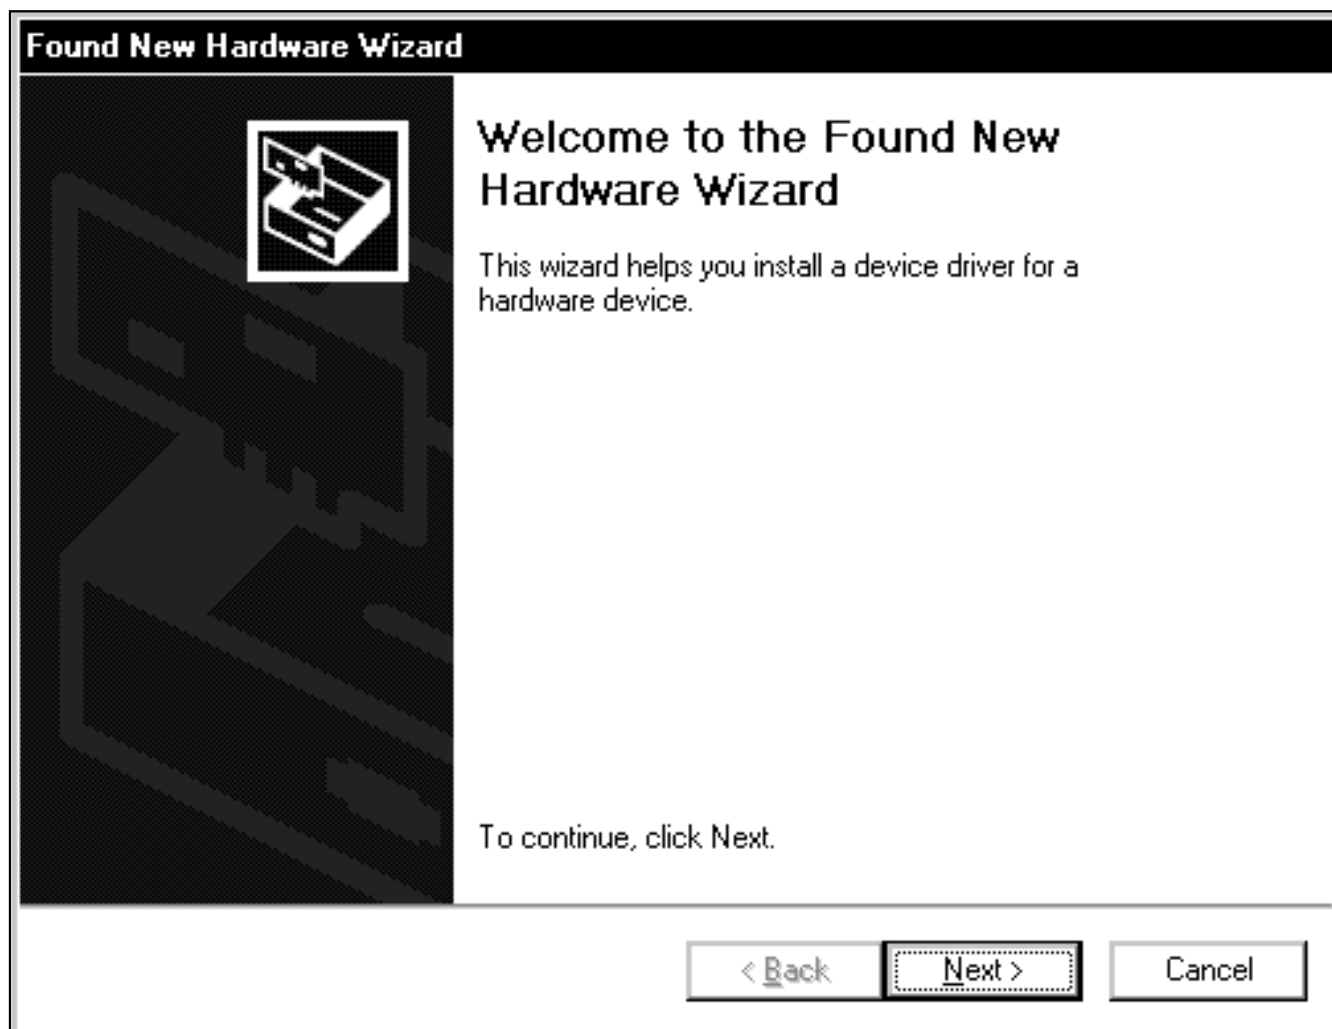 Found New Hardware Wizard
Welcome to the Found New
Hardware Wizard
This wizard helps you install a device driver for a
hardware device.
To continue, click Next.
< Back
Next >
Cancel